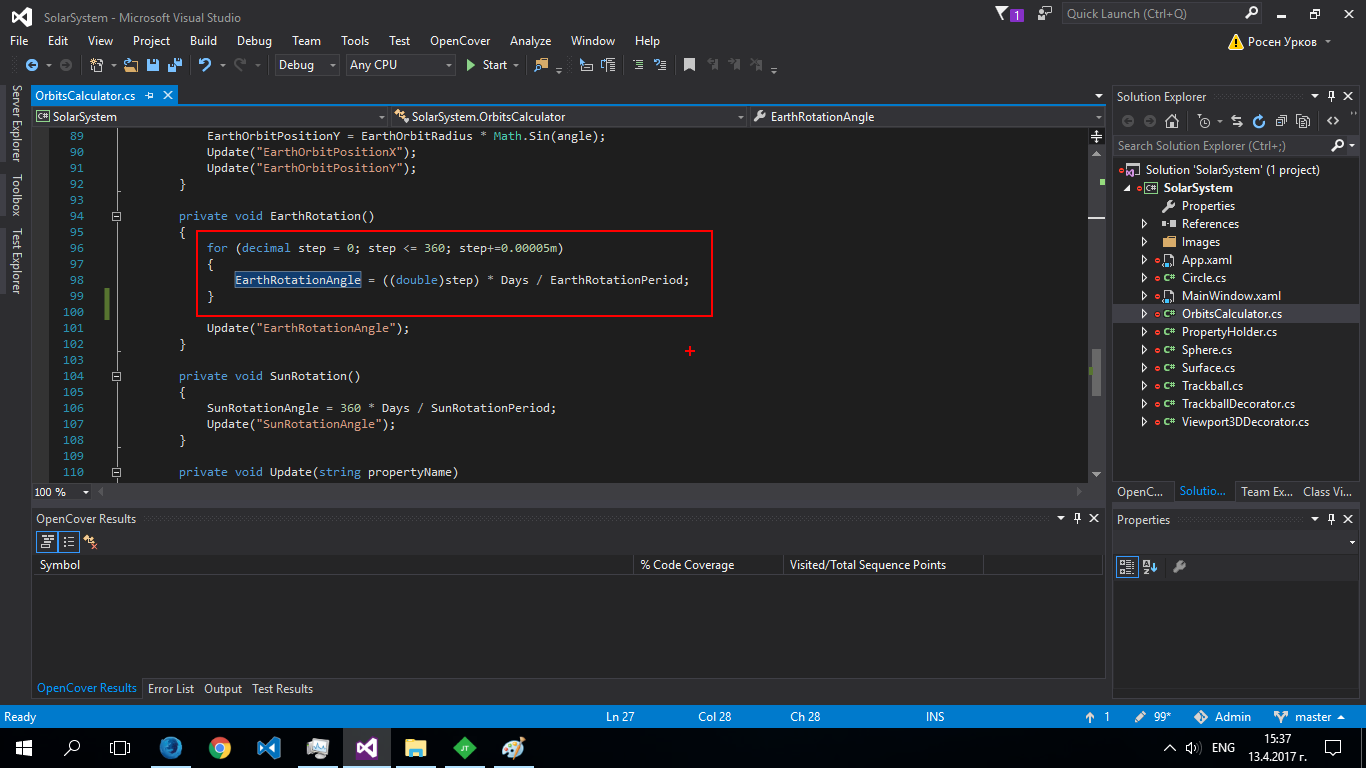 SolarSystem - Microsoft Visual Studio
1
Quick Launch (Ctrl+Q)
File Edit View Project Build Debug Team Tools Test OpenCover Analyze Window Help
Росен Урков
Debug Any CPU Start
Server Explorer
Toolbox
Test Explorer
OrbitsCalculator.cs
SolarSystem SolarSystem.OrbitsCalculator EarthRotationAngle
89 EarthOrbitPositionY = EarthOrbitRadius * Math.Sin(angle);
90 Update("EarthOrbitPositionX");
91 Update("EarthOrbitPositionY");
92 }
93
94 private void EarthRotation()
95 {
96 for (decimal step = 0; step <= 360; step+=0.00005m)
97 {
98 EarthRotationAngle = ((double)step) * Days / EarthRotationPeriod;
99 }
100
101 Update("EarthRotationAngle");
102 }
103
104 private void SunRotation()
105 {
106 SunRotationAngle = 360 * Days / SunRotationPeriod;
107 Update("SunRotationAngle");
108 }
109
110 private void Update(string propertyName)
100 %
OpenCover Results
Symbol % Code Coverage Visited/Total Sequence Points
OpenCover Results Error List Output Test Results
Solution Explorer
Search Solution Explorer (Ctrl+;)
Solution 'SolarSystem' (1 project)
C# SolarSystem
Properties
References
Images
App.xaml
C# Circle.cs
MainWindow.xaml
C# OrbitsCalculator.cs
C# PropertyHolder.cs
C# Sphere.cs
C# Surface.cs
C# Trackball.cs
C# TrackballDecorator.cs
C# Viewport3DDecorator.cs
OpenC... Solutio... Team Ex... Class Vi...
Properties
Ready Ln 27 Col 28 Ch 28 INS 1 99* Admin master
JT
ENG
15:37
13.4.2017 г.